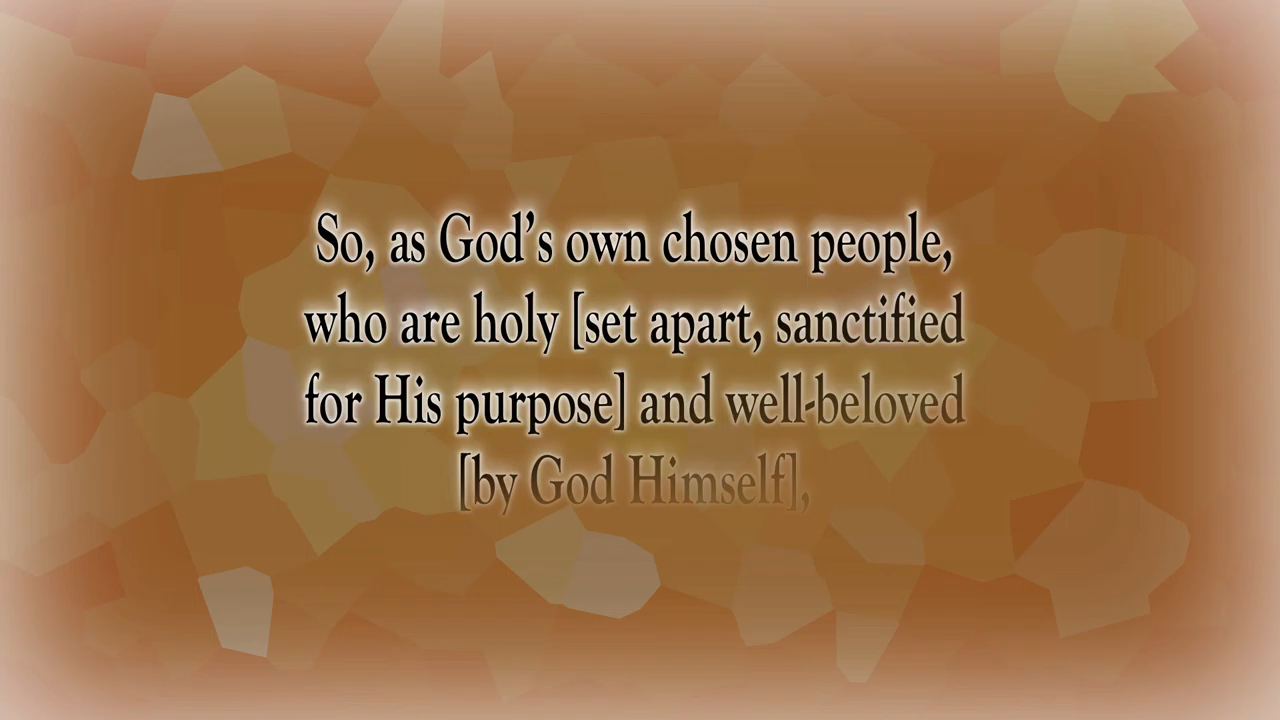 So, as God’s own chosen people,
who are holy [set apart, sanctified
for His purpose] and well-beloved
[by God Himself],